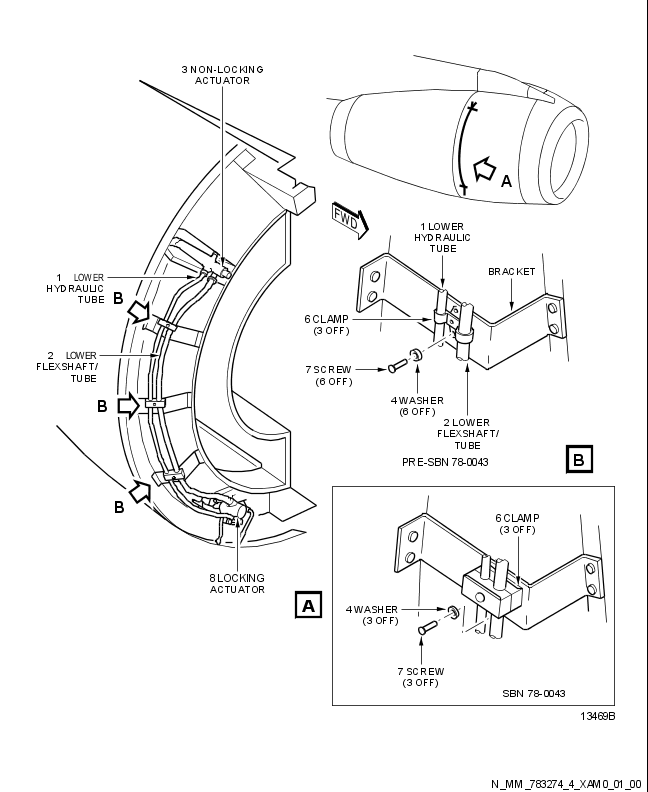 3 NON-LOCKING
ACTUATOR
A
FWD
1 LOWER
HYDRAULIC
TUBE
BRACKET
1 LOWER
HYDRAULIC
TUBE
B
6 CLAMP
(3 OFF)
2 LOWER
FLEXSHAFT/
TUBE
7 SCREW
(6 OFF)
4 WASHER
(6 OFF)
B
2 LOWER
FLEXSHAFT/
TUBE
PRE-SBN 78-0043
B
B
6 CLAMP
(3 OFF)
8 LOCKING
ACTUATOR
A
4 WASHER
(3 OFF)
7 SCREW
(3 OFF)
SBN 78-0043
13469B
N_MM_783274_4_XAM0_01_00